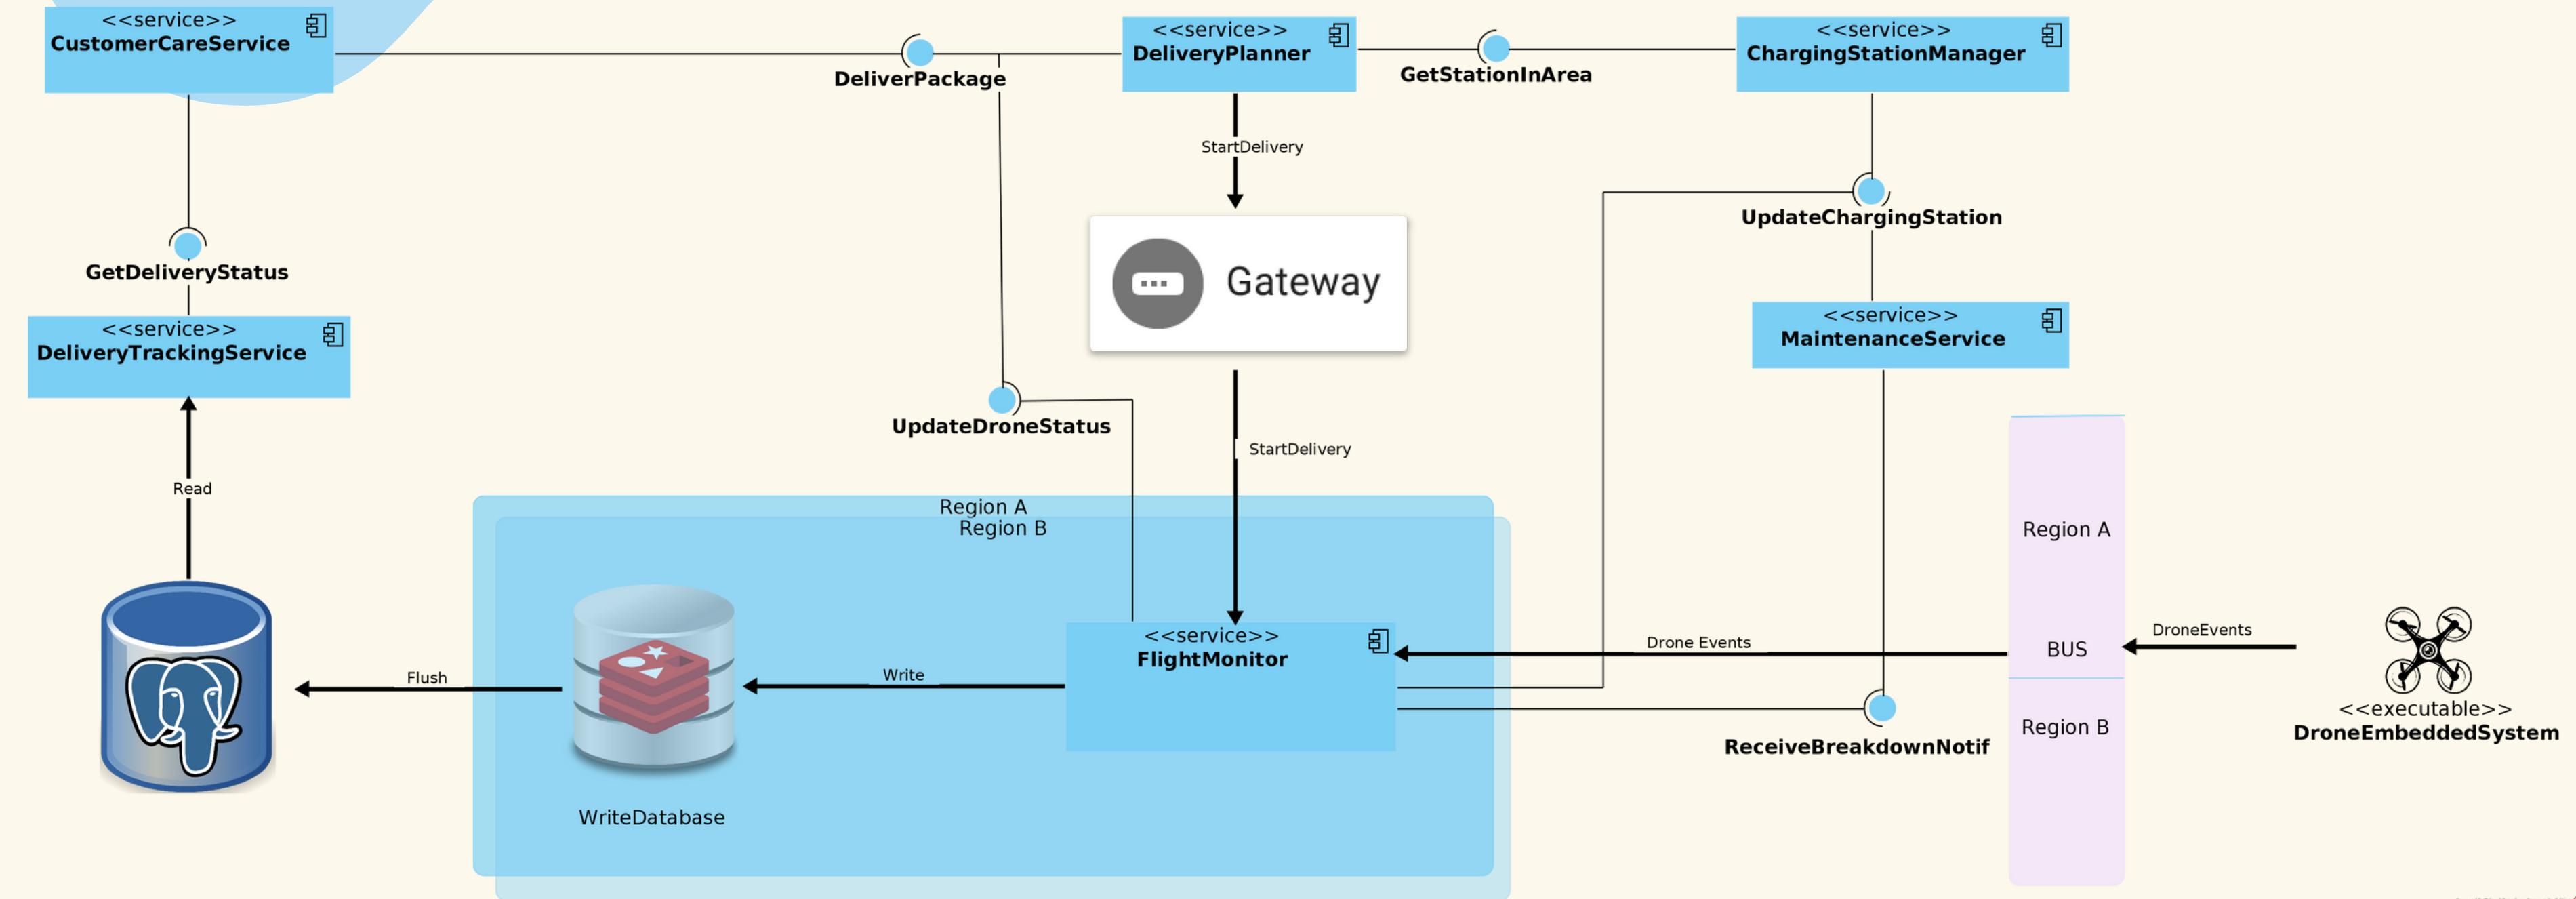 <<service>>
CustomerCareService
<<service>>
DeliveryPlanner
<<service>>
ChargingStationManager
DeliverPackage
GetStationInArea
StartDelivery
UpdateChargingStation
GetDeliveryStatus
Gateway
<<service>>
DeliveryTrackingService
<<service>>
MaintenanceService
UpdateDroneStatus
StartDelivery
Read
Region A
Region B
Region A
<<service>>
FlightMonitor
Drone Events
BUS
DroneEvents
Flush
Write
<<executable>>
DroneEmbeddedSystem
Region B
ReceiveBreakdownNotif
WriteDatabase